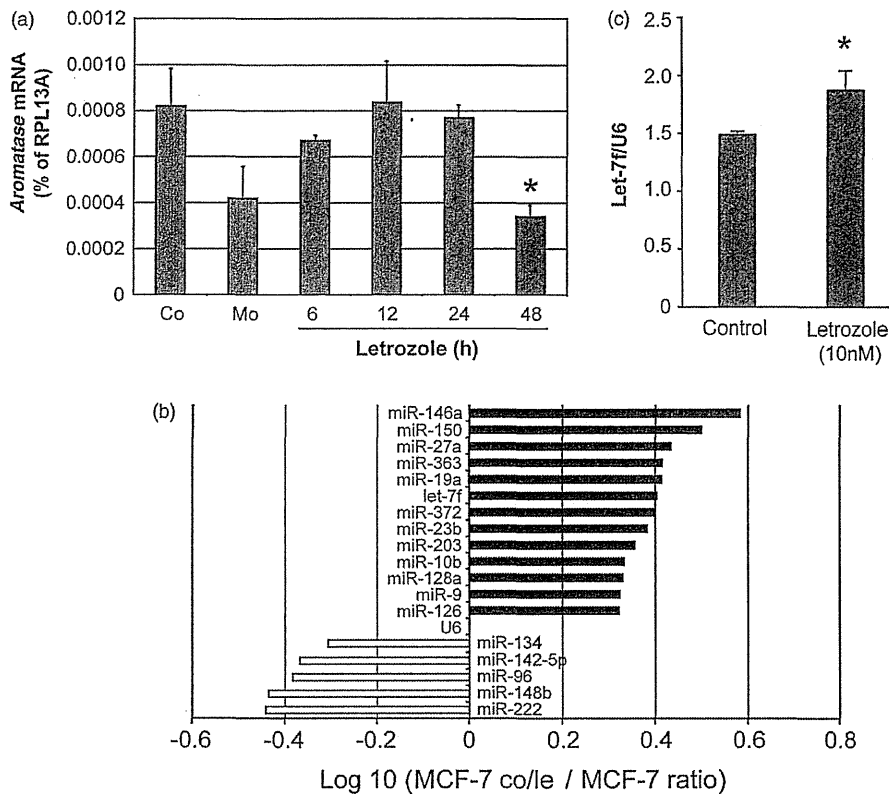 (a)
Aromatase mRNA
(% of RPL13A)
0.0012
0.0010
0.0008
0.0006
0.0004
0.0002
0
*
Co Mo 6 12 24 48
Letrozole (h)
(c)
Let-7f/U6
2.5
2.0
1.5
1.0
0.5
0
*
Control Letrozole
(10nM)
(b)
miR-146a
miR-150
miR-27a
miR-363
miR-19a
let-7f
miR-372
miR-23b
miR-203
miR-10b
miR-128a
miR-9
miR-126
U6
miR-134
miR-142-5p
miR-96
miR-148b
miR-222
-0.6 -0.4 -0.2 0 0.2 0.4 0.6 0.8
Log 10 (MCF-7 co/le / MCF-7 ratio)